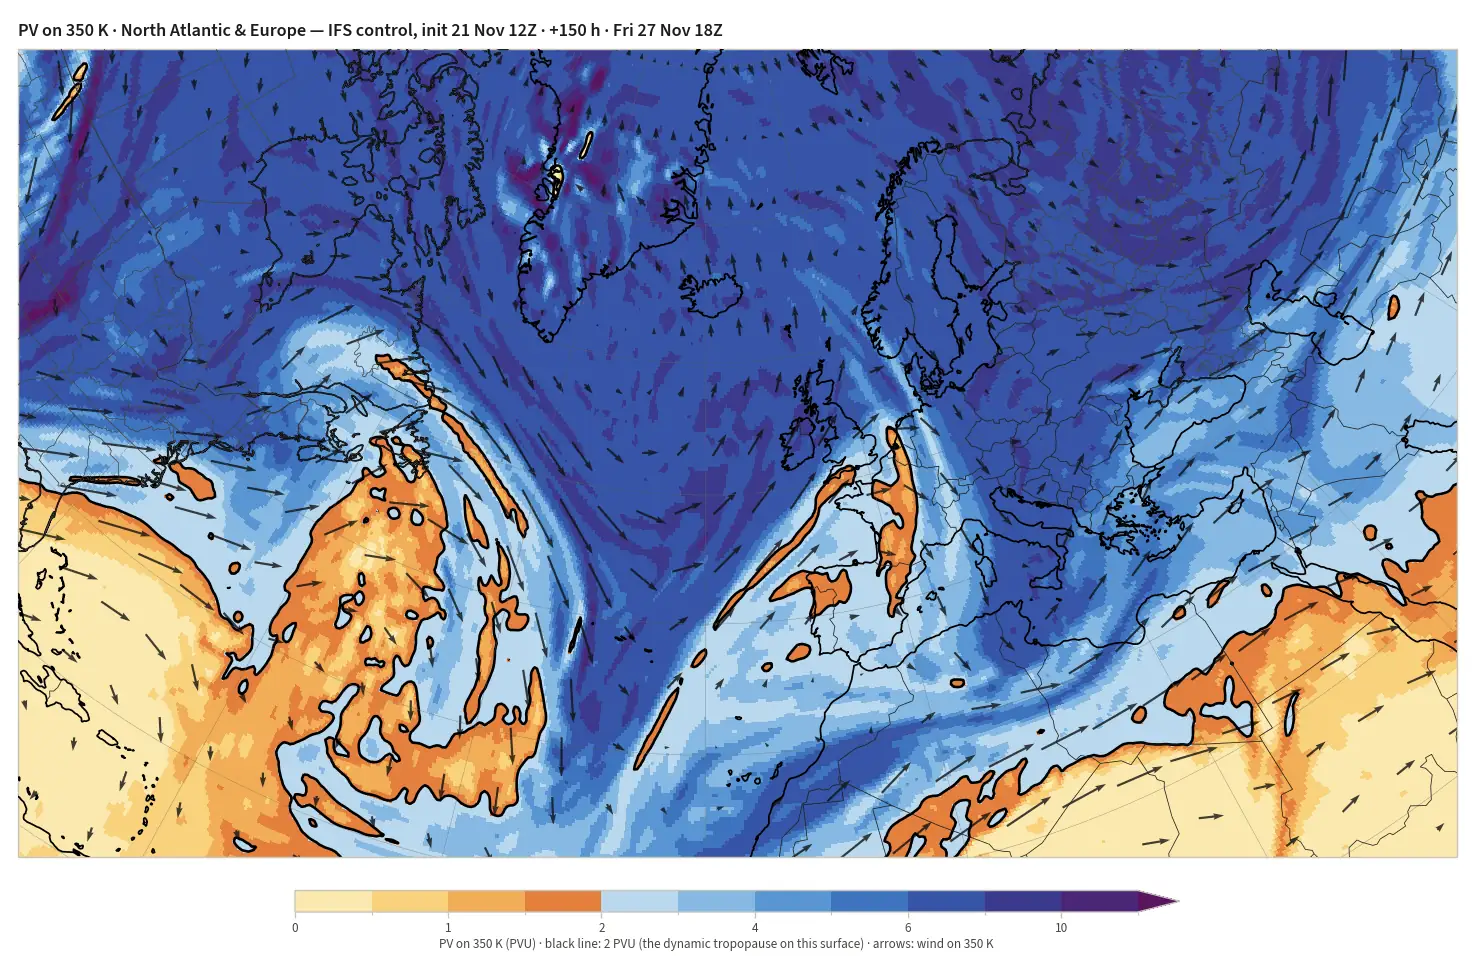 PV on 350 K · North Atlantic & Europe — IFS control, init 21 Nov 12Z · +150 h · Fri 27 Nov 18Z
0 1 2 4 6 10
PV on 350 K (PVU) · black line: 2 PVU (the dynamic tropopause on this surface) · arrows: wind on 350 K